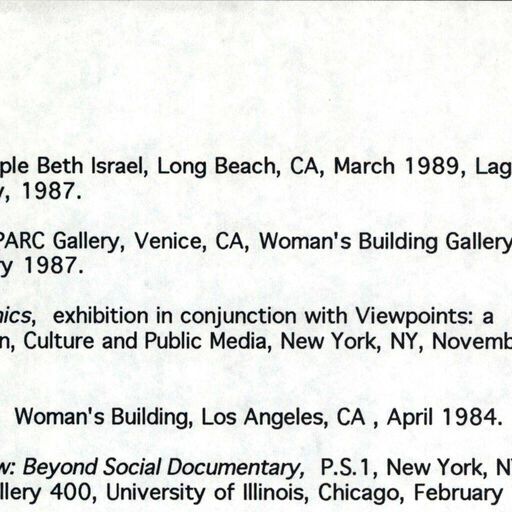 ple Beth Israel, Long Beach, CA, March 1989, Lag
y, 1987.
PARC Gallery, Venice, CA, Woman's Building Gallery
ry 1987.
nics, exhibition in conjunction with Viewpoints: a
n, Culture and Public Media, New York, NY, Novemb
Woman's Building, Los Angeles, CA , April 1984.
w: Beyond Social Documentary, P.S.1, New York, N
llery 400, University of Illinois, Chicago, February